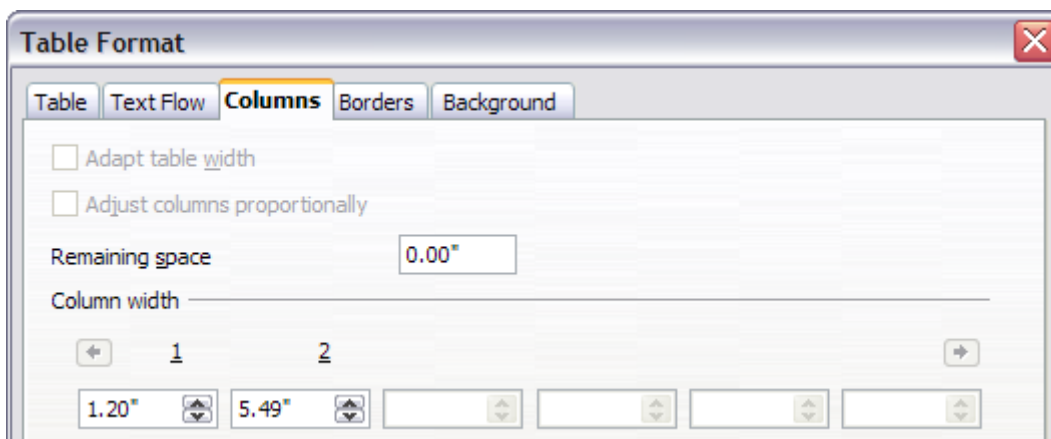 Table Format
Table Text Flow Columns Borders Background
Adapt table width
Adjust columns proportionally
Remaining space 0.00"
Column width
1 2
1.20" 5.49"